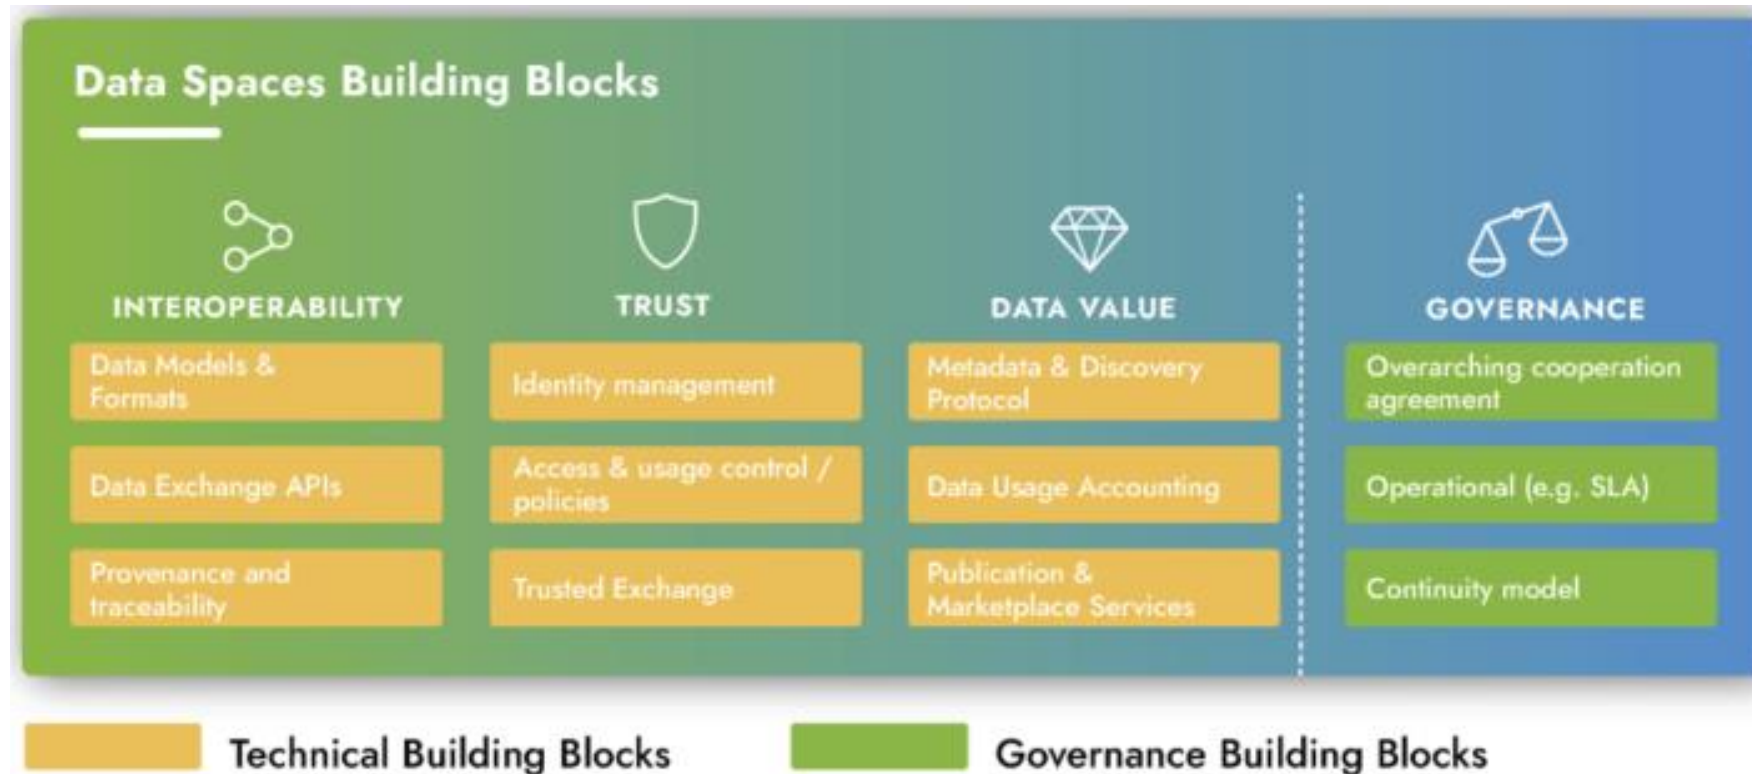 Data Spaces Building Blocks
INTEROPERABILITY
Data Models &
Formats
Data Exchange APIs
Provenance and
traceability
TRUST
Identity management
Access & usage control /
policies
Trusted Exchange
DATA VALUE
Metadata & Discovery
Protocol
Data Usage Accounting
Publication &
Marketplace Services
GOVERNANCE
Overarching cooperation
agreement
Operational (e.g. SLA)
Continuity model
Technical Building Blocks
Governance Building Blocks